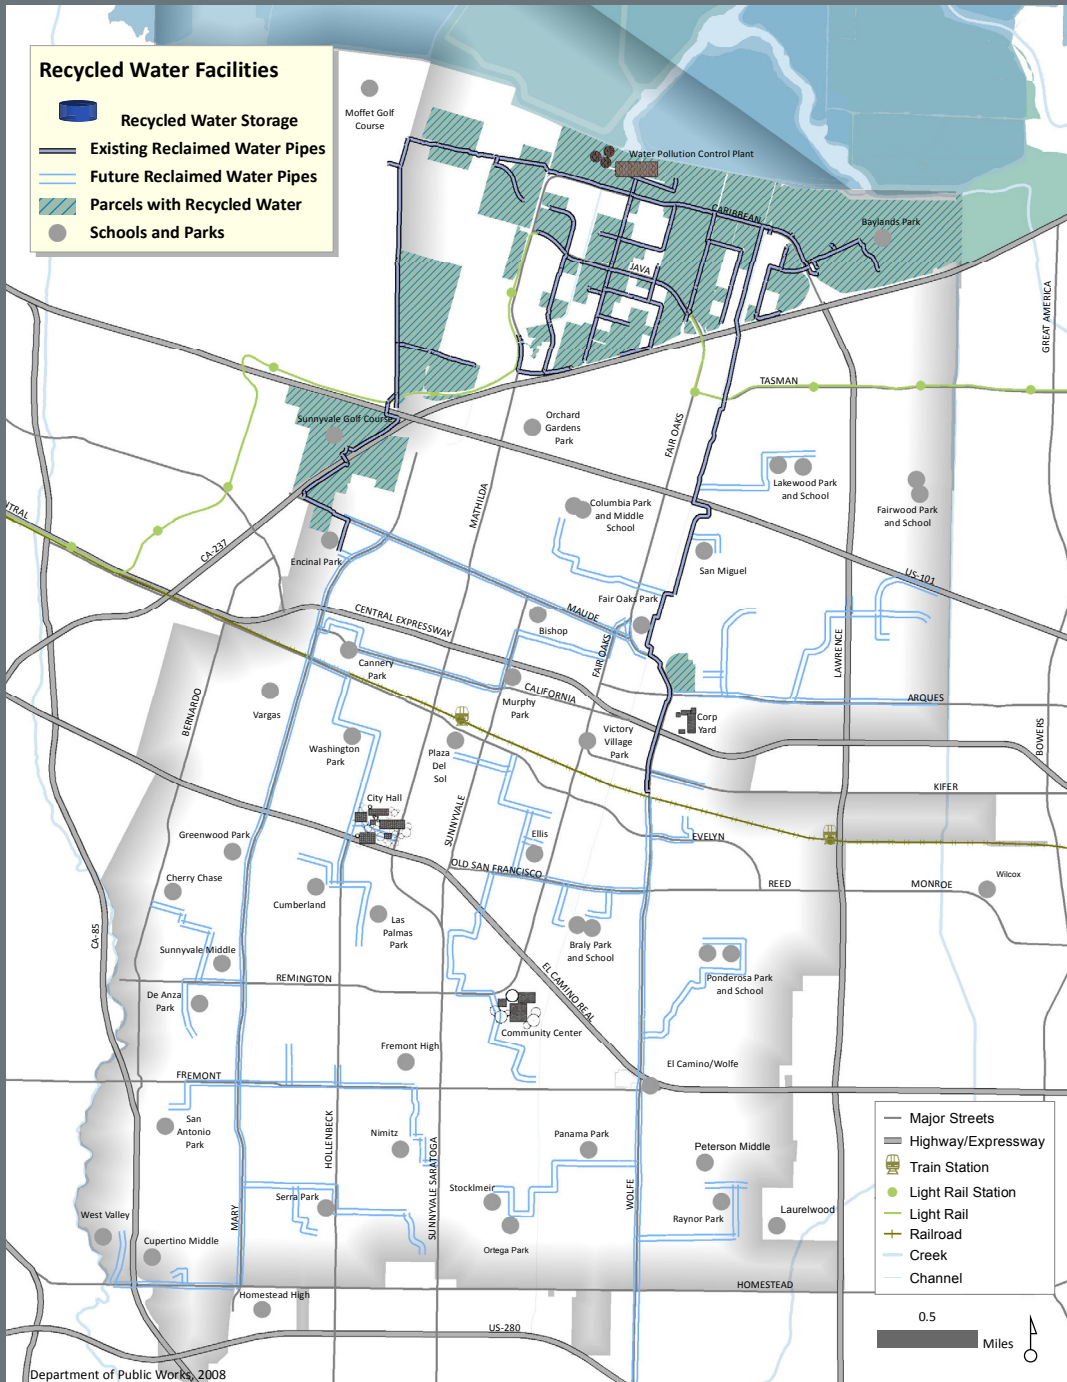 Recycled Water Facilities
Recycled Water Storage
Existing Reclaimed Water Pipes
Future Reclaimed Water Pipes
Parcels with Recycled Water
Schools and Parks
Moffet Golf
Course
Water Pollution Control Plant
CARIBBEAN
Baylands Park
JAVA
GREAT AMERICA
TASMAN
Sunnyvale Golf Course
Orchard
Gardens
Park
FAIR OAKS
Lakewood Park
and School
MATHILDA
Columbia Park
and Middle
School
Fairwood Park
and School
NTRAL
CA-237
Encinal Park
San Miguel
US-101
CENTRAL EXPRESSWAY
MAUDE
Fair Oaks Park
Bishop
FAIR OAKS
LAWRENCE
Cannery
Park
BERNARDO
Vargas
CALIFORNIA
Murphy
Park
ARQUES
Corp
Yard
Washington
Park
Plaza
Del
Sol
Victory
Village
Park
BOWERS
KIFER
City Hall
SUNNYVALE
Greenwood Park
Ellis
EVELYN
OLD SAN FRANCISCO
Cherry Chase
REED
MONROE
Wilcox
Cumberland
Las
Palmas
Park
CA-85
Sunnyvale Middle
Braly Park
and School
REMINGTON
EL CAMINO REAL
Ponderosa Park
and School
De Anza
Park
Community Center
Fremont High
El Camino/Wolfe
FREMONT
San
Antonio
Park
HOLLENBECK
Nimitz
SUNNYVALE SARATOGA
Panama Park
Peterson Middle
Stocklmeir
WOLFE
Serra Park
MARY
Raynor Park
Laurelwood
West Valley
Cupertino Middle
Ortega Park
HOMESTEAD
Homestead High
US-280
Major Streets
Highway/Expressway
Train Station
Light Rail Station
Light Rail
Railroad
Creek
Channel
0.5
Miles
Department of Public Works, 2008